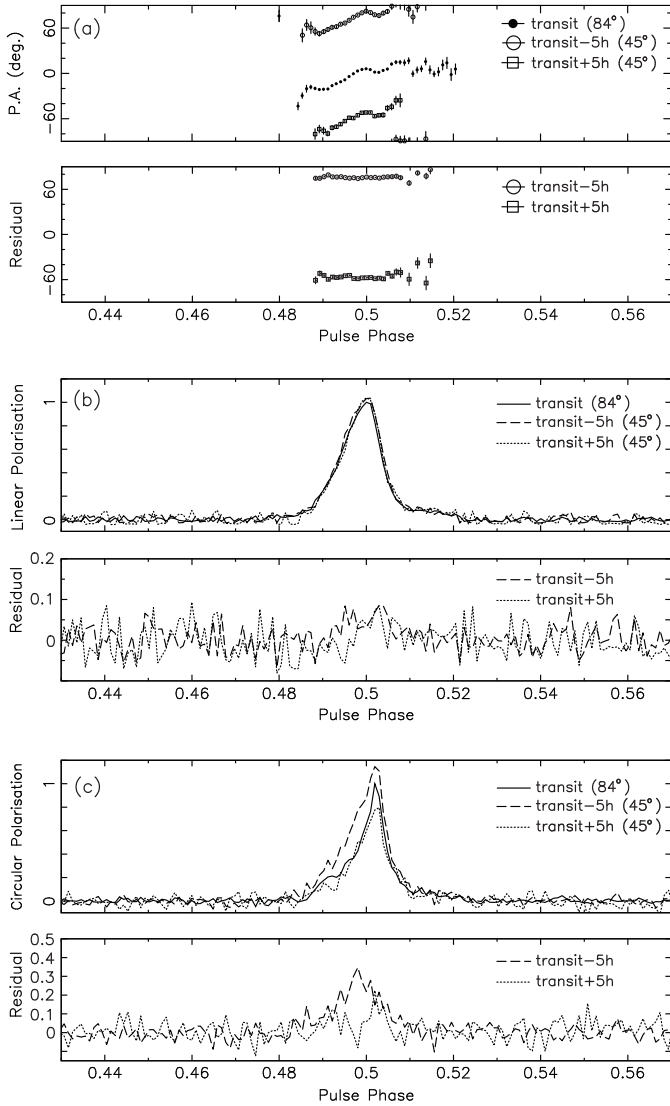 (a)
transit (84°)
transit−5h (45°)
transit+5h (45°)
P.A. (deg.)
60
0
−60
transit−5h
transit+5h
Residual
60
0
−60
0.44 0.46 0.48 0.5 0.52 0.54 0.56
Pulse Phase
(b)
transit (84°)
transit−5h (45°)
transit+5h (45°)
Linear Polarisation
1
0
transit−5h
transit+5h
Residual
0.2
0.1
0
0.44 0.46 0.48 0.5 0.52 0.54 0.56
Pulse Phase
(c)
transit (84°)
transit−5h (45°)
transit+5h (45°)
Circular Polarisation
1
0
transit−5h
transit+5h
Residual
0.5
0.4
0.3
0.2
0.1
0
0.44 0.46 0.48 0.5 0.52 0.54 0.56
Pulse Phase